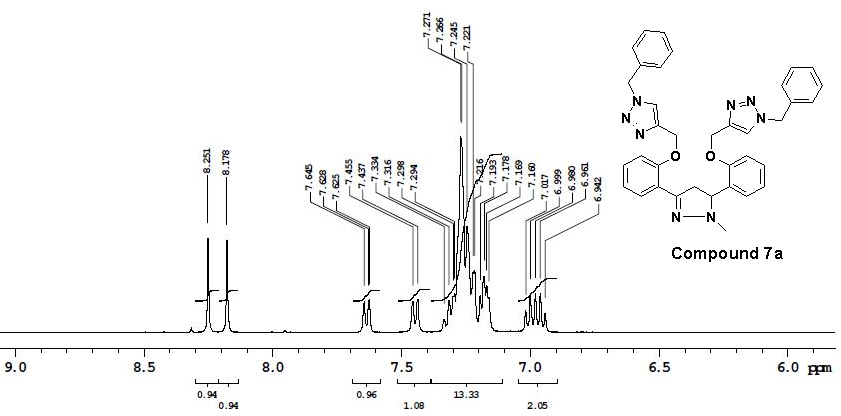 7.271
7.266
7.245
7.221
8.251
8.178
7.645
7.628
7.625
7.455
7.437
7.334
7.316
7.298
7.294
7.216
7.193
7.178
7.169
7.160
7.017
6.999
6.980
6.961
6.942
N
N
N
N N
N
O
O
N
N
Compound 7a
9.0 8.5 8.0 7.5 7.0 6.5 6.0 ppm
0.94
0.94
0.96
1.08
13.33
2.05